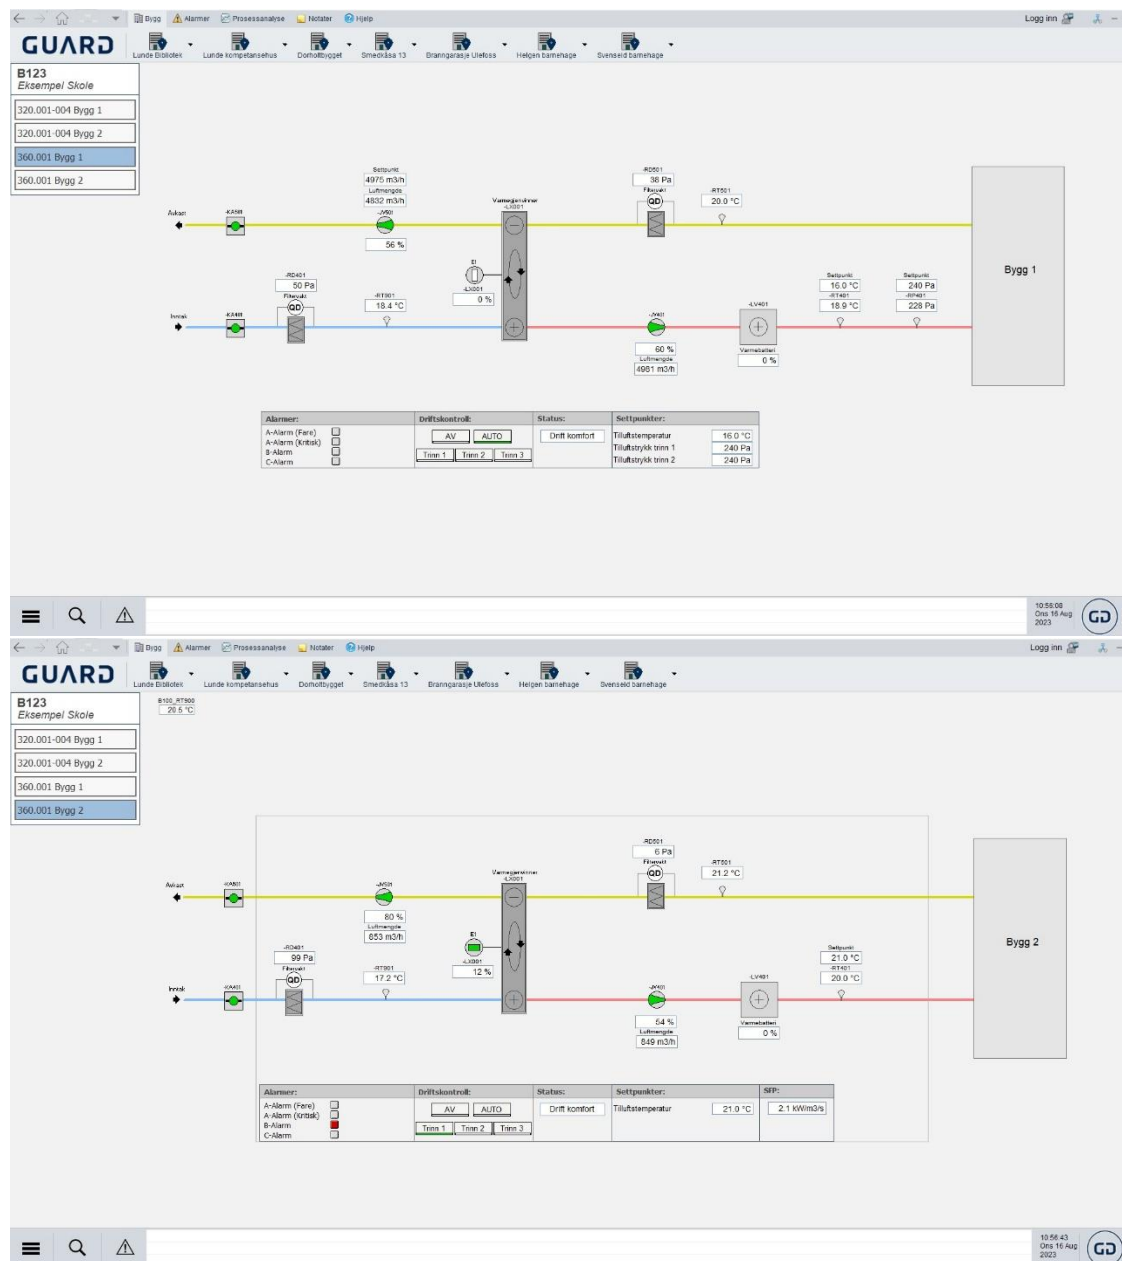 Bygg Alarmer Prosessanalyse Notater Hjelp Logg inn
GUARD
Lunde Bibliotek Lunde kompetansehus Dorholtbygget Smedkåsa 13 Branngarasje Ulefoss Helgen barnehage Svenseid barnehage
B123
Eksempel Skole
320.001-004 Bygg 1
320.001-004 Bygg 2
360.001 Bygg 1
360.001 Bygg 2
Settpunkt
4975 m3/h
Luftmengde
4832 m3/h
-JV501
56 %
Avkast
-KA501
Varmegjenvinner
-LX001
-RD501
38 Pa
Filtervakt
QD
-RT501
20.0 °C
Bygg 1
-RD401
50 Pa
Filtervakt
QD
-RT901
18.4 °C
E1
-LX001
0 %
Inntak
-KA401
-JV401
60 %
Luftmengde
4981 m3/h
-LV401
Varmebatteri
0 %
Settpunkt
16.0 °C
-RT401
18.9 °C
Settpunkt
240 Pa
-RP401
228 Pa
Alarmer: Driftskontroll: Status: Settpunkter:
A-Alarm (Fare)
A-Alarm (Kritisk)
B-Alarm
C-Alarm
AV AUTO
Trinn 1 Trinn 2 Trinn 3
Drift komfort
Tilluftstemperatur 16.0 °C
Tilluftstrykk trinn 1 240 Pa
Tilluftstrykk trinn 2 240 Pa
10:56:08
Ons 16 Aug
2023
GD
Bygg Alarmer Prosessanalyse Notater Hjelp Logg inn
GUARD
Lunde Bibliotek Lunde kompetansehus Dorholtbygget Smedkåsa 13 Branngarasje Ulefoss Helgen barnehage Svenseid barnehage
B123
Eksempel Skole
320.001-004 Bygg 1
320.001-004 Bygg 2
360.001 Bygg 1
360.001 Bygg 2
B100_RT900
20.5 °C
Avkast
-KA501
-JV501
80 %
Luftmengde
853 m3/h
Varmegjenvinner
-LX001
-RD501
6 Pa
Filtervakt
QD
-RT501
21.2 °C
Bygg 2
-RD401
99 Pa
Filtervakt
QD
-RT901
17.2 °C
E1
-LX001
12 %
Inntak
-KA401
-JV401
54 %
Luftmengde
849 m3/h
-LV401
Varmebatteri
0 %
Settpunkt
21.0 °C
-RT401
20.0 °C
Alarmer: Driftskontroll: Status: Settpunkter: SFP:
A-Alarm (Fare)
A-Alarm (Kritisk)
B-Alarm
C-Alarm
AV AUTO
Trinn 1 Trinn 2 Trinn 3
Drift komfort
Tilluftstemperatur 21.0 °C
2.1 kW/m3/s
10:56:43
Ons 16 Aug
2023
GD